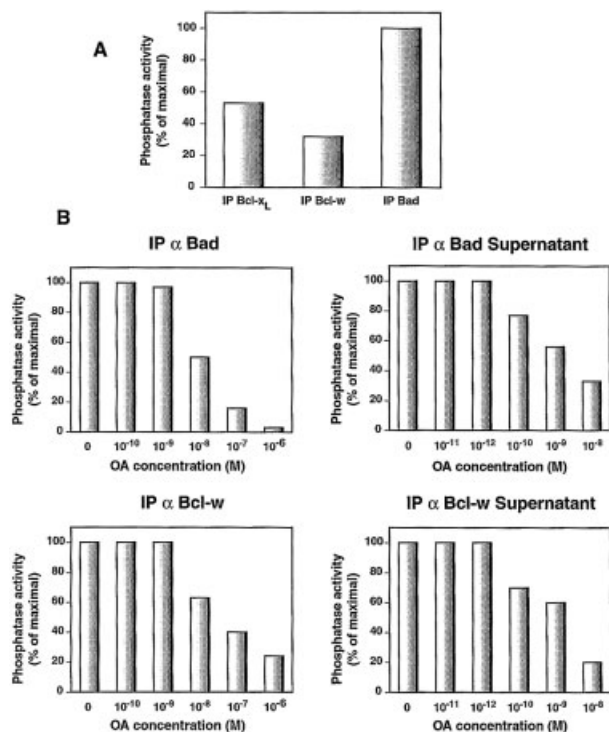 A
Phosphatase activity
(% of maximal)
100
80
60
40
20
0
IP Bcl-xL
IP Bcl-w
IP Bad
B
IP α Bad
Phosphatase activity
(% of maximal)
100
80
60
40
20
0
0 10-10 10-9 10-8 10-7 10-6
OA concentration (M)
IP α Bad Supernatant
Phosphatase activity
(% of maximal)
100
80
60
40
20
0
0 10-11 10-12 10-10 10-9 10-8
OA concentration (M)
IP α Bcl-w
Phosphatase activity
(% of maximal)
100
80
60
40
20
0
0 10-10 10-9 10-8 10-7 10-6
OA concentration (M)
IP α Bcl-w Supernatant
Phosphatase activity
(% of maximal)
100
80
60
40
20
0 10-11 10-12 10-10 10-9 10-8
OA concentration (M)